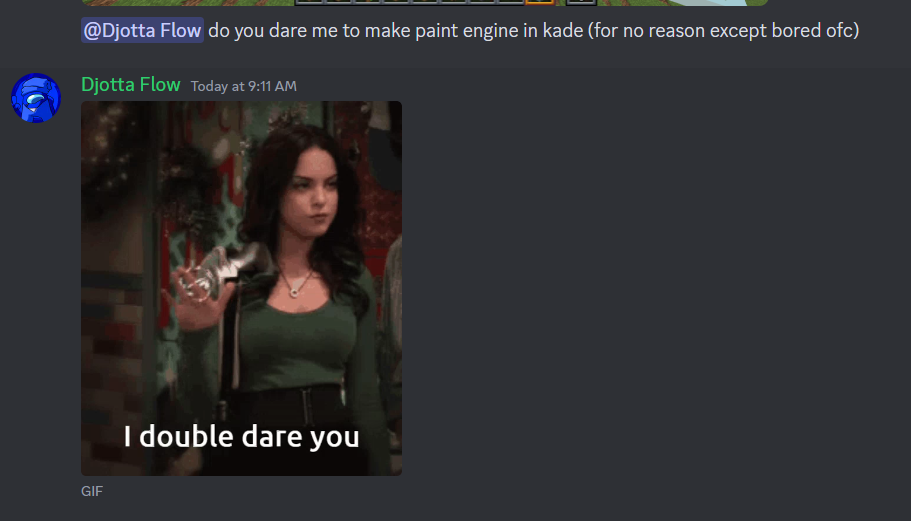 @Djotta Flow do you dare me to make paint engine in kade (for no reason except bored ofc)
Djotta Flow Today at 9:11 AM
I double dare you
GIF